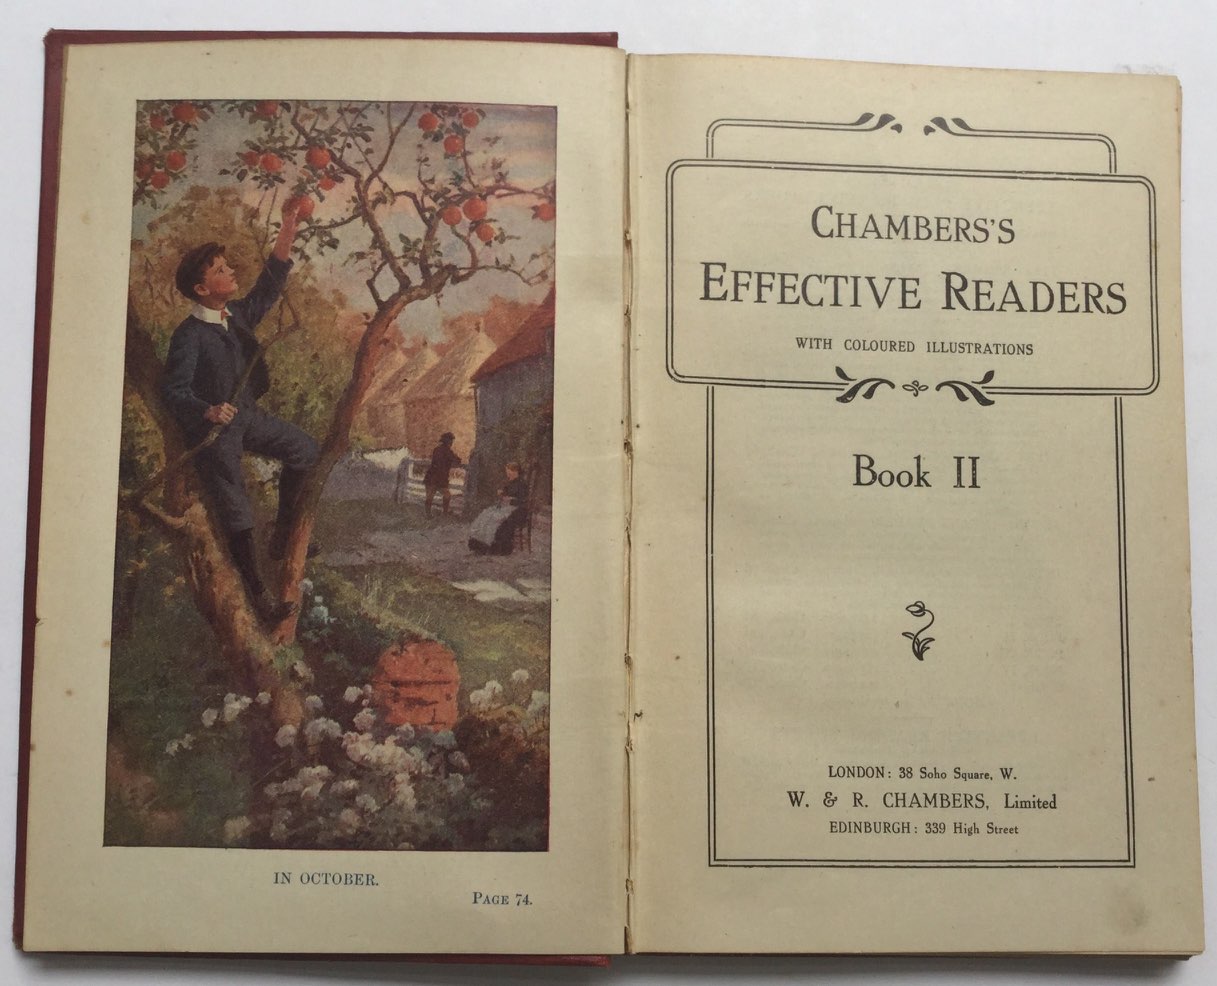 IN OCTOBER.
PAGE 74.
CHAMBERS'S
EFFECTIVE READERS
WITH COLOURED ILLUSTRATIONS
Book II
LONDON: 38 Soho Square, W.
W. & R. CHAMBERS, Limited
EDINBURGH: 339 High Street